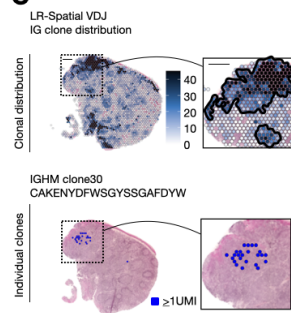 LR-Spatial VDJ
IG clone distribution
Clonal distribution
40
30
20
10
0
IGHM clone30
CAKENYDFWSGYSSGAFDYW
Individual clones
≥1UMI